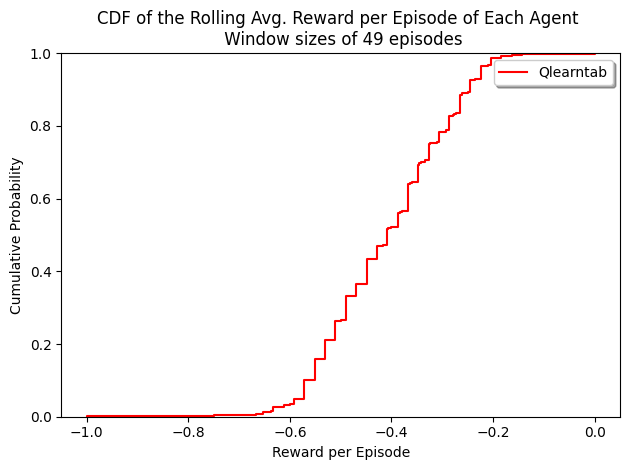 CDF of the Rolling Avg. Reward per Episode of Each Agent
Window sizes of 49 episodes
Qlearntab
1.0
0.8
0.6
0.4
0.2
0.0
Cumulative Probability
−1.0 −0.8 −0.6 −0.4 −0.2 0.0
Reward per Episode